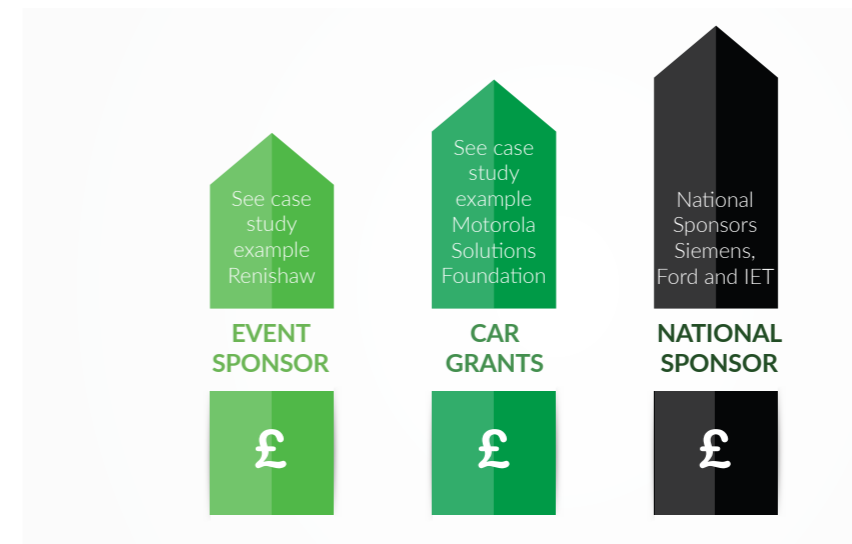 See case
study
example
Renishaw
EVENT
SPONSOR
£
See case
study
example
Motorola
Solutions
Foundation
CAR
GRANTS
£
National
Sponsors
Siemens,
Ford and IET
NATIONAL
SPONSOR
£